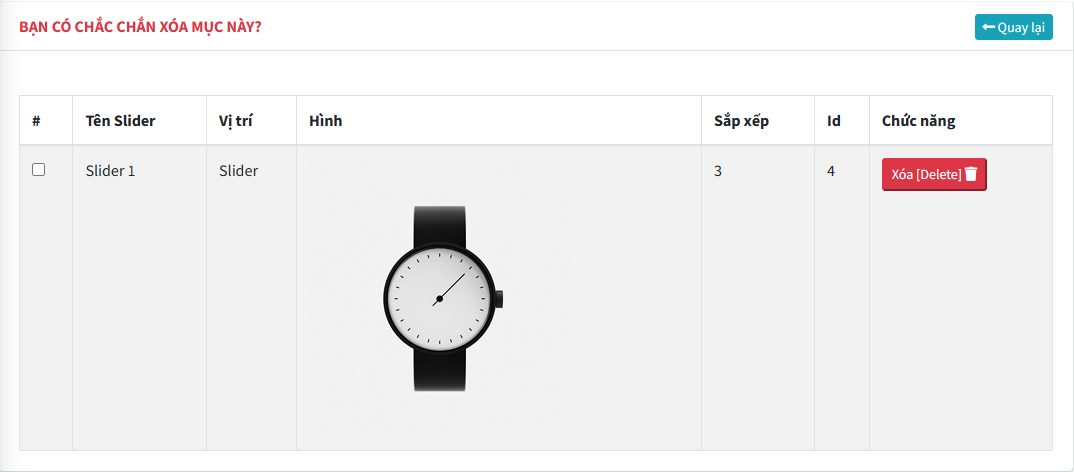 BẠN CÓ CHẮC CHẮN XÓA MỤC NÀY?
Quay lại
# Tên Slider Vị trí Hình Sắp xếp Id Chức năng
Slider 1 Slider 3 4 Xóa [Delete]